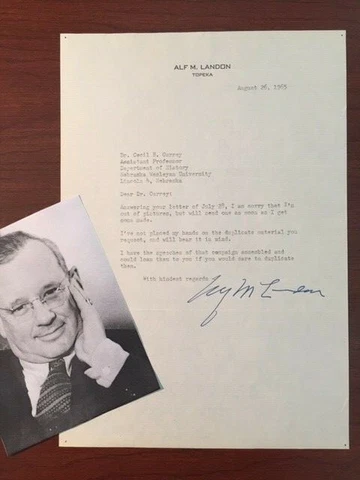 ALF M. LANDON
TOPEKA
August 26, 1965
Dr. Cecil B. Currey
Assistant Professor
Department of History
Nebraska Wesleyan University
Lincoln 4, Nebraska
Dear Dr. Currey:
Answering your letter of July 28, I am sorry that I'm
out of pictures, but will send one as soon as I get
some made.
I've not placed my hands on the duplicate material you
request, and will bear it in mind.
I have the speeches of that campaign assembled and
would loan them to you if you would care to duplicate
them.
With kindest regards
Alf M Landon